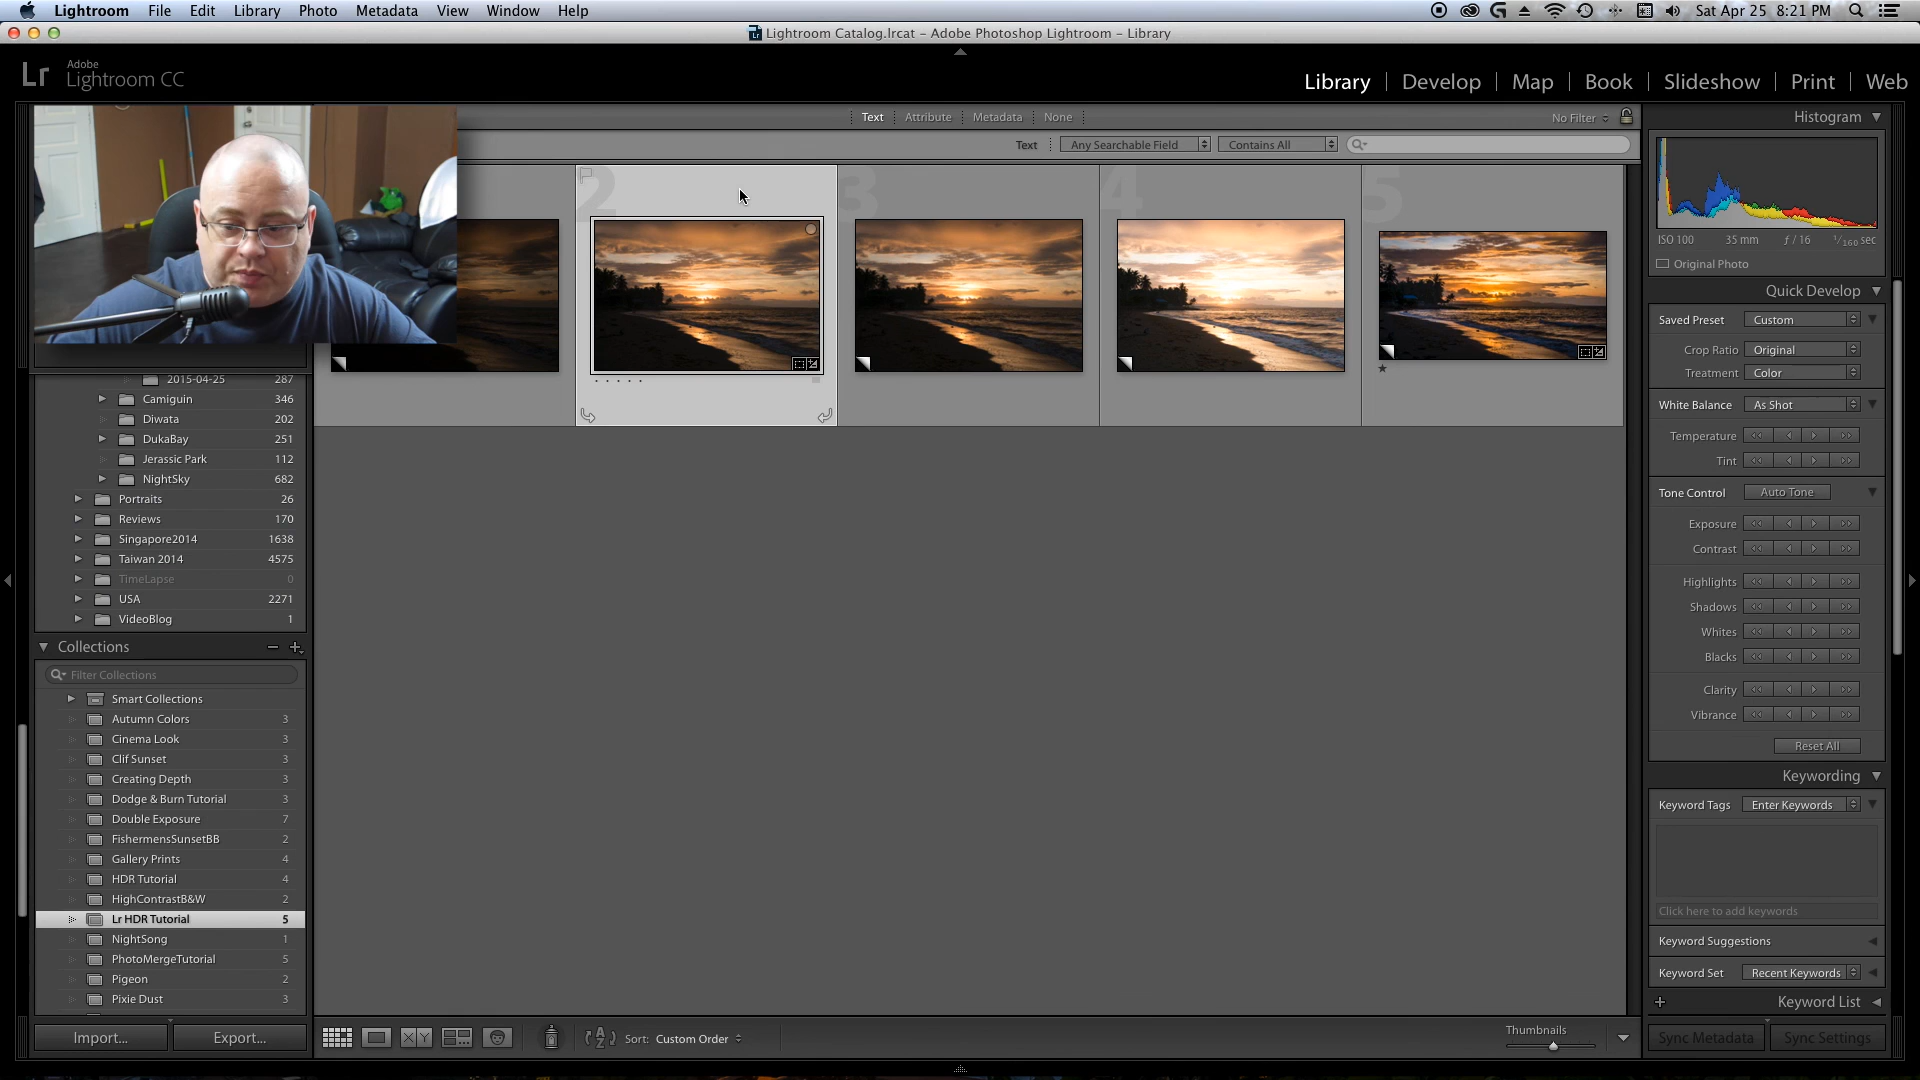 Lightroom File Edit Library Photo Metadata View Window Help Sat Apr 25 8:21 PM
Lightroom Catalog.lrcat – Adobe Photoshop Lightroom – Library
Lr Adobe Lightroom CC
Library | Develop | Map | Book | Slideshow | Print | Web
Text Attribute Metadata None No Filter
Text Any Searchable Field Contains All
2 3 4 5
2015-04-25 287
Camiguin 346
Diwata 202
DukaBay 251
Jerassic Park 112
NightSky 682
Portraits 26
Reviews 170
Singapore2014 1638
Taiwan 2014 4575
TimeLapse 0
USA 2271
VideoBlog 1
Collections
Filter Collections
Smart Collections
Autumn Colors 3
Cinema Look 3
Clif Sunset 3
Creating Depth 3
Dodge & Burn Tutorial 3
Double Exposure 7
FishermensSunsetBB 2
Gallery Prints 4
HDR Tutorial 4
HighContrastB&W 2
Lr HDR Tutorial 5
NightSong 1
PhotoMergeTutorial 5
Pigeon 2
Pixie Dust 3
Import... Export...
Sort: Custom Order
Thumbnails
Histogram
ISO 100 35 mm ƒ / 16 1/160 sec
Original Photo
Quick Develop
Saved Preset Custom
Crop Ratio Original
Treatment Color
White Balance As Shot
Temperature
Tint
Tone Control Auto Tone
Exposure
Contrast
Highlights
Shadows
Whites
Blacks
Clarity
Vibrance
Reset All
Keywording
Keyword Tags Enter Keywords
Click here to add keywords
Keyword Suggestions
Keyword Set Recent Keywords
Keyword List
Sync Metadata Sync Settings